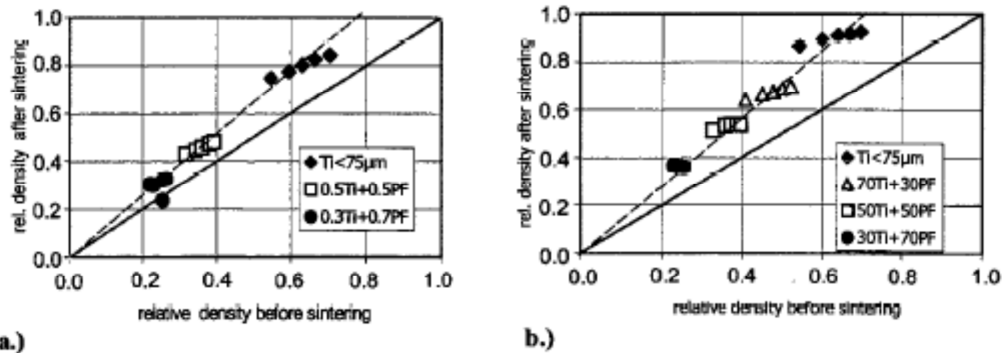 1.0
0.8
0.6
0.4
0.2
0.0
0.0 0.2 0.4 0.6 0.8 1.0
rel. density after sintering
relative density before sintering
Ti<75µm
0.5Ti+0.5PF
0.3Ti+0.7PF
a.)
1.0
0.8
0.6
0.4
0.2
0.0
0.0 0.2 0.4 0.6 0.8 1.0
rel. density after sintering
relative density before sintering
Ti<75µm
70Ti+30PF
50Ti+50PF
30Ti+70PF
b.)